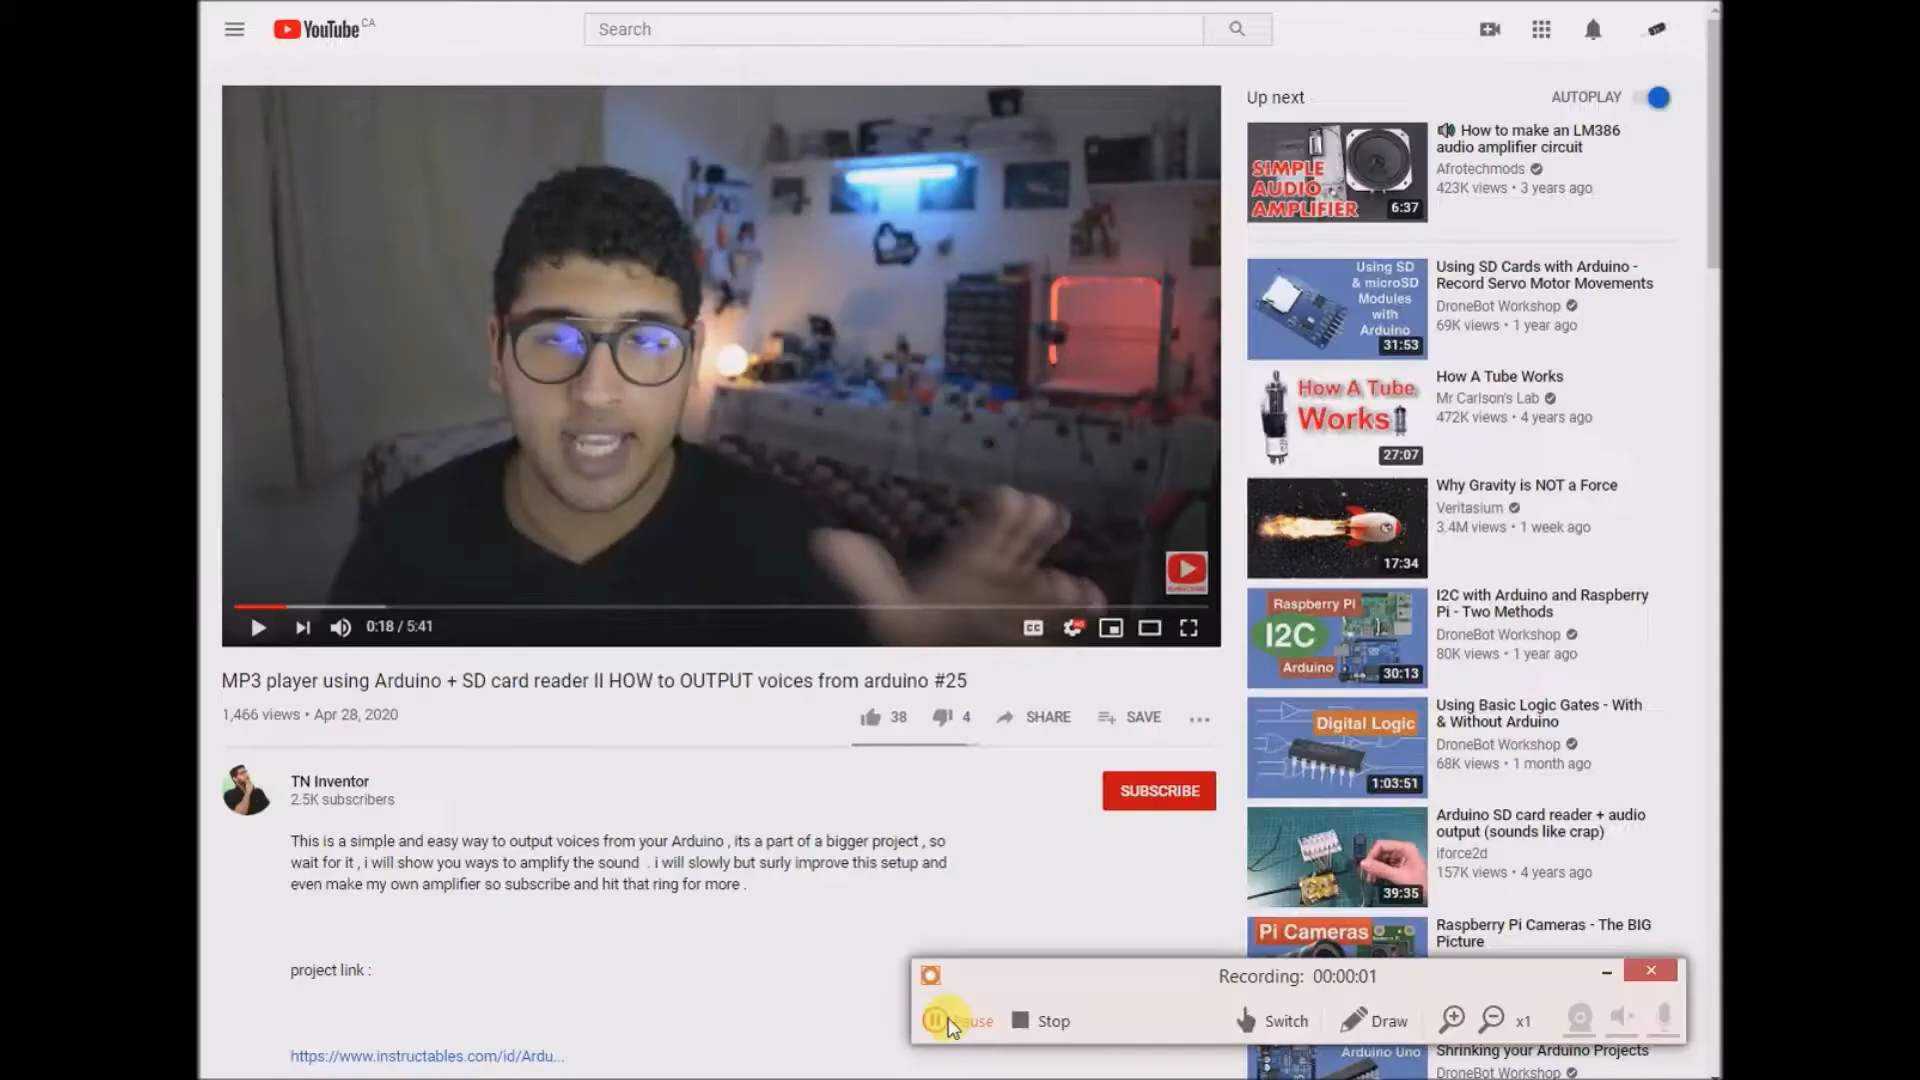 YouTube CA
Search
Up next
AUTOPLAY
SIMPLE
AUDIO
AMPLIFIER
6:37
How to make an LM386
audio amplifier circuit
Afrotechmods
423K views • 3 years ago
Using SD
& microSD
Modules
with
Arduino
31:53
Using SD Cards with Arduino -
Record Servo Motor Movements
DroneBot Workshop
69K views • 1 year ago
How A Tube
Works
27:07
How A Tube Works
Mr Carlson's Lab
472K views • 4 years ago
17:34
Why Gravity is NOT a Force
Veritasium
3.4M views • 1 week ago
Raspberry PI
I2C
Arduino
30:13
I2C with Arduino and Raspberry
Pi - Two Methods
DroneBot Workshop
80K views • 1 year ago
0:18 / 5:41
CC
HD
MP3 player using Arduino + SD card reader II HOW to OUTPUT voices from arduino #25
1,466 views • Apr 28, 2020
38
4
SHARE
SAVE
Digital Logic
1:03:51
Using Basic Logic Gates - With
& Without Arduino
DroneBot Workshop
68K views • 1 month ago
TN Inventor
2.5K subscribers
SUBSCRIBE
This is a simple and easy way to output voices from your Arduino , its a part of a bigger project , so
wait for it , i will show you ways to amplify the sound . i will slowly but surly improve this setup and
even make my own amplifier so subscribe and hit that ring for more .
39:35
Arduino SD card reader + audio
output (sounds like crap)
iforce2d
157K views • 4 years ago
Pi Cameras
Raspberry Pi Cameras - The BIG
Picture
project link :
Recording: 00:00:01
Pause
Stop
Switch
Draw
x1
https://www.instructables.com/id/Ardu...
Arduino Uno
Shrinking your Arduino Projects
DroneBot Workshop